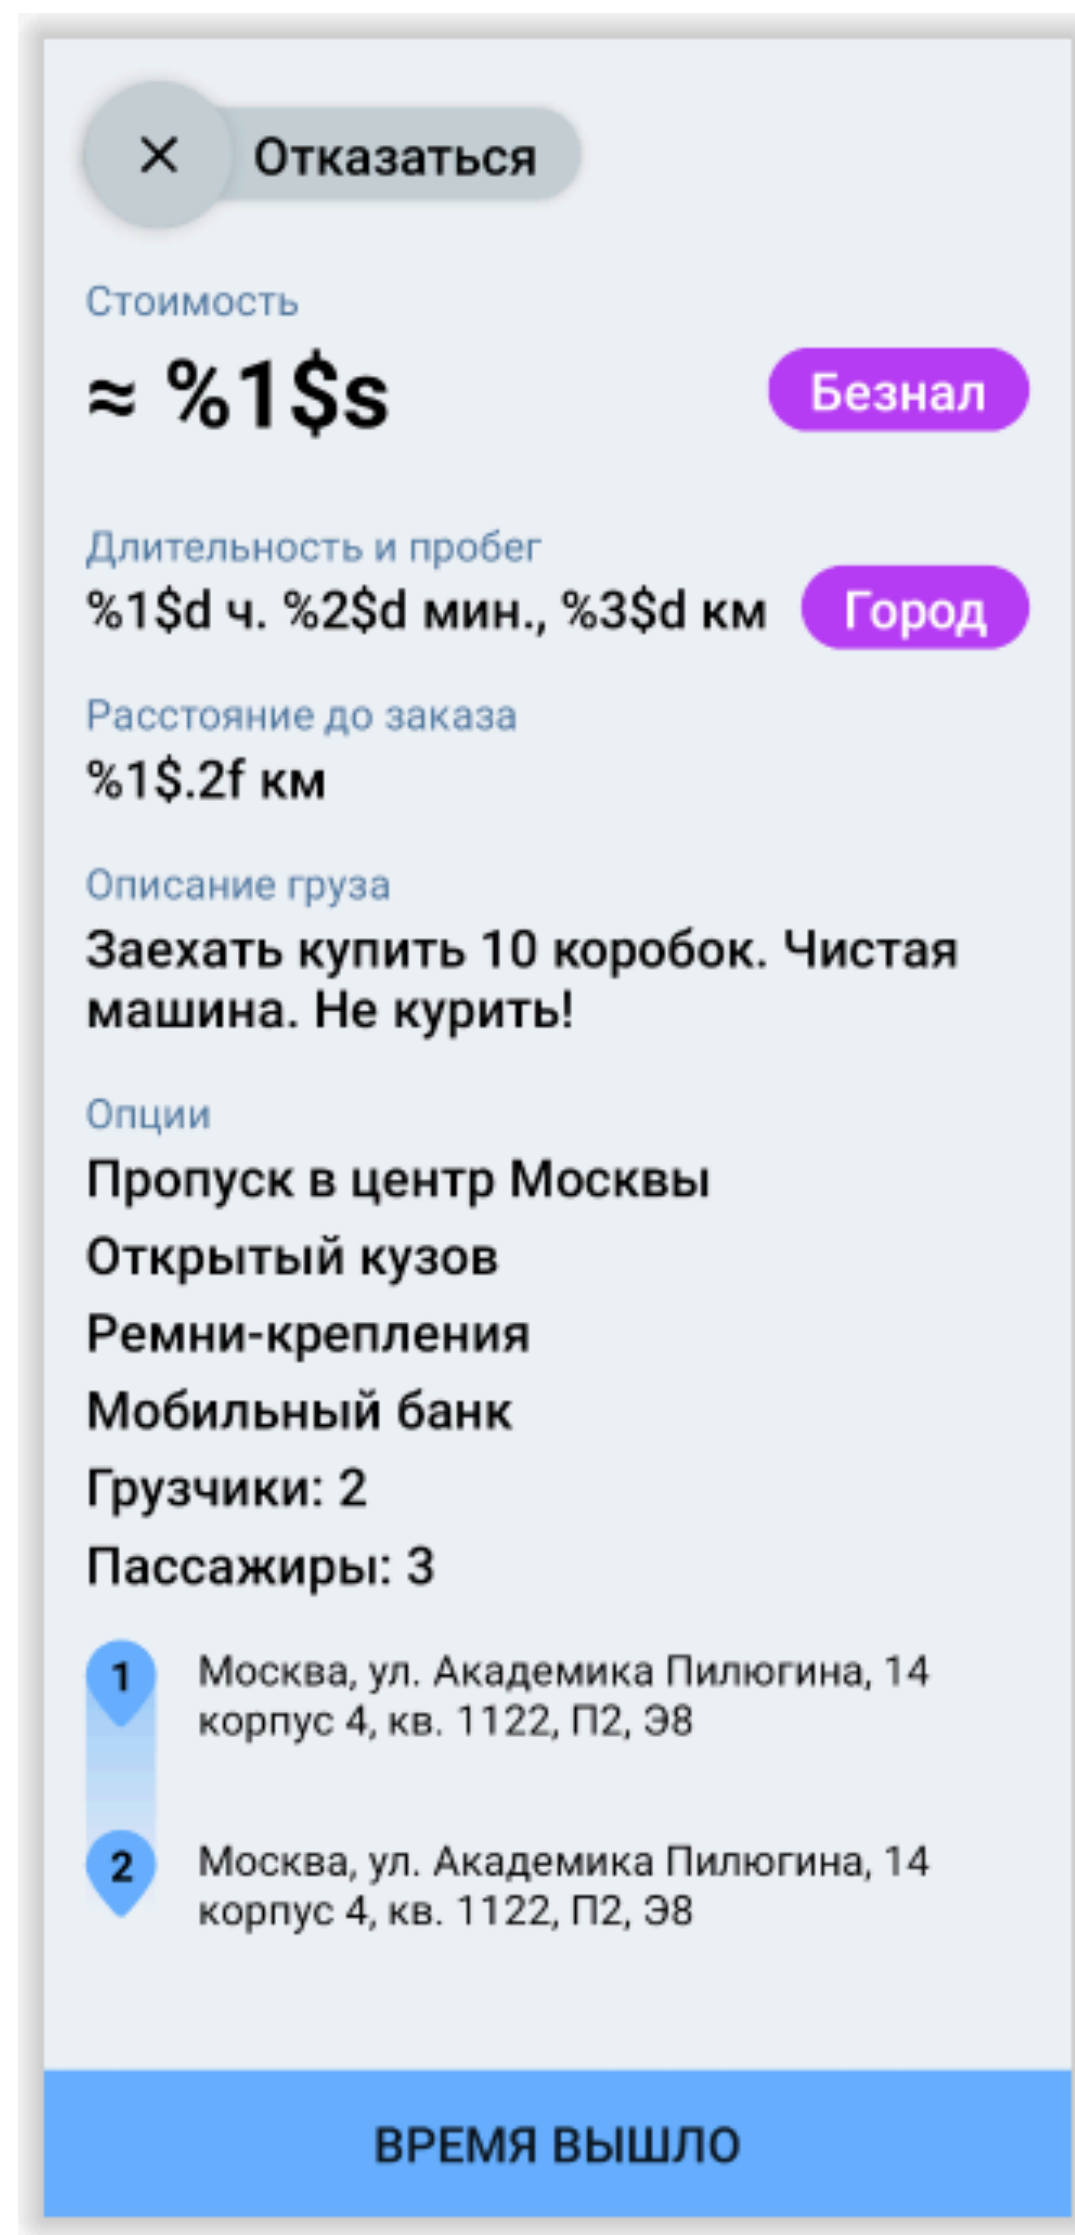 Отказаться
Стоимость
≈ %1$s
Безнал
Длительность и пробег
%1$d ч. %2$d мин., %3$d км
Город
Расстояние до заказа
%1$.2f км
Описание груза
Заехать купить 10 коробок. Чистая
машина. Не курить!
Опции
Пропуск в центр Москвы
Открытый кузов
Ремни-крепления
Мобильный банк
Грузчики: 2
Пассажиры: 3
1
Москва, ул. Академика Пилюгина, 14
корпус 4, кв. 1122, П2, Э8
2
Москва, ул. Академика Пилюгина, 14
корпус 4, кв. 1122, П2, Э8
ВРЕМЯ ВЫШЛО